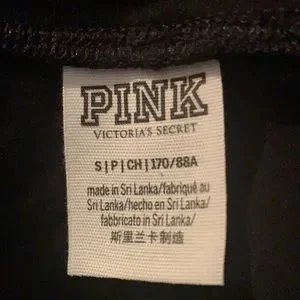 PINK
VICTORIA'S SECRET
S|P|CH|170/88A
made in Sri Lanka/fabriqué au
Sri Lanka/hecho en Sri Lanka/
fabbricato in Sri Lanka/
斯里兰卡制造